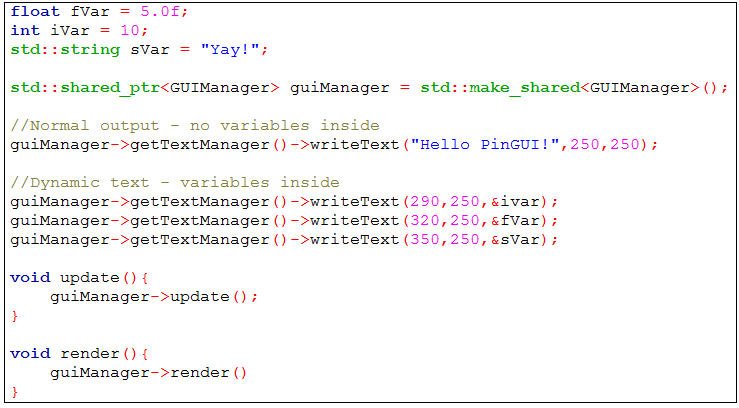 float fVar = 5.0f;
int iVar = 10;
std::string sVar = "Yay!";

std::shared_ptr<GUIManager> guiManager = std::make_shared<GUIManager>();

//Normal output - no variables inside
guiManager->getTextManager()->writeText("Hello PinGUI!",250,250);

//Dynamic text - variables inside
guiManager->getTextManager()->writeText(290,250,&ivar);
guiManager->getTextManager()->writeText(320,250,&fVar);
guiManager->getTextManager()->writeText(350,250,&sVar);

void update(){
    guiManager->update();
}

void render(){
    guiManager->render()
}